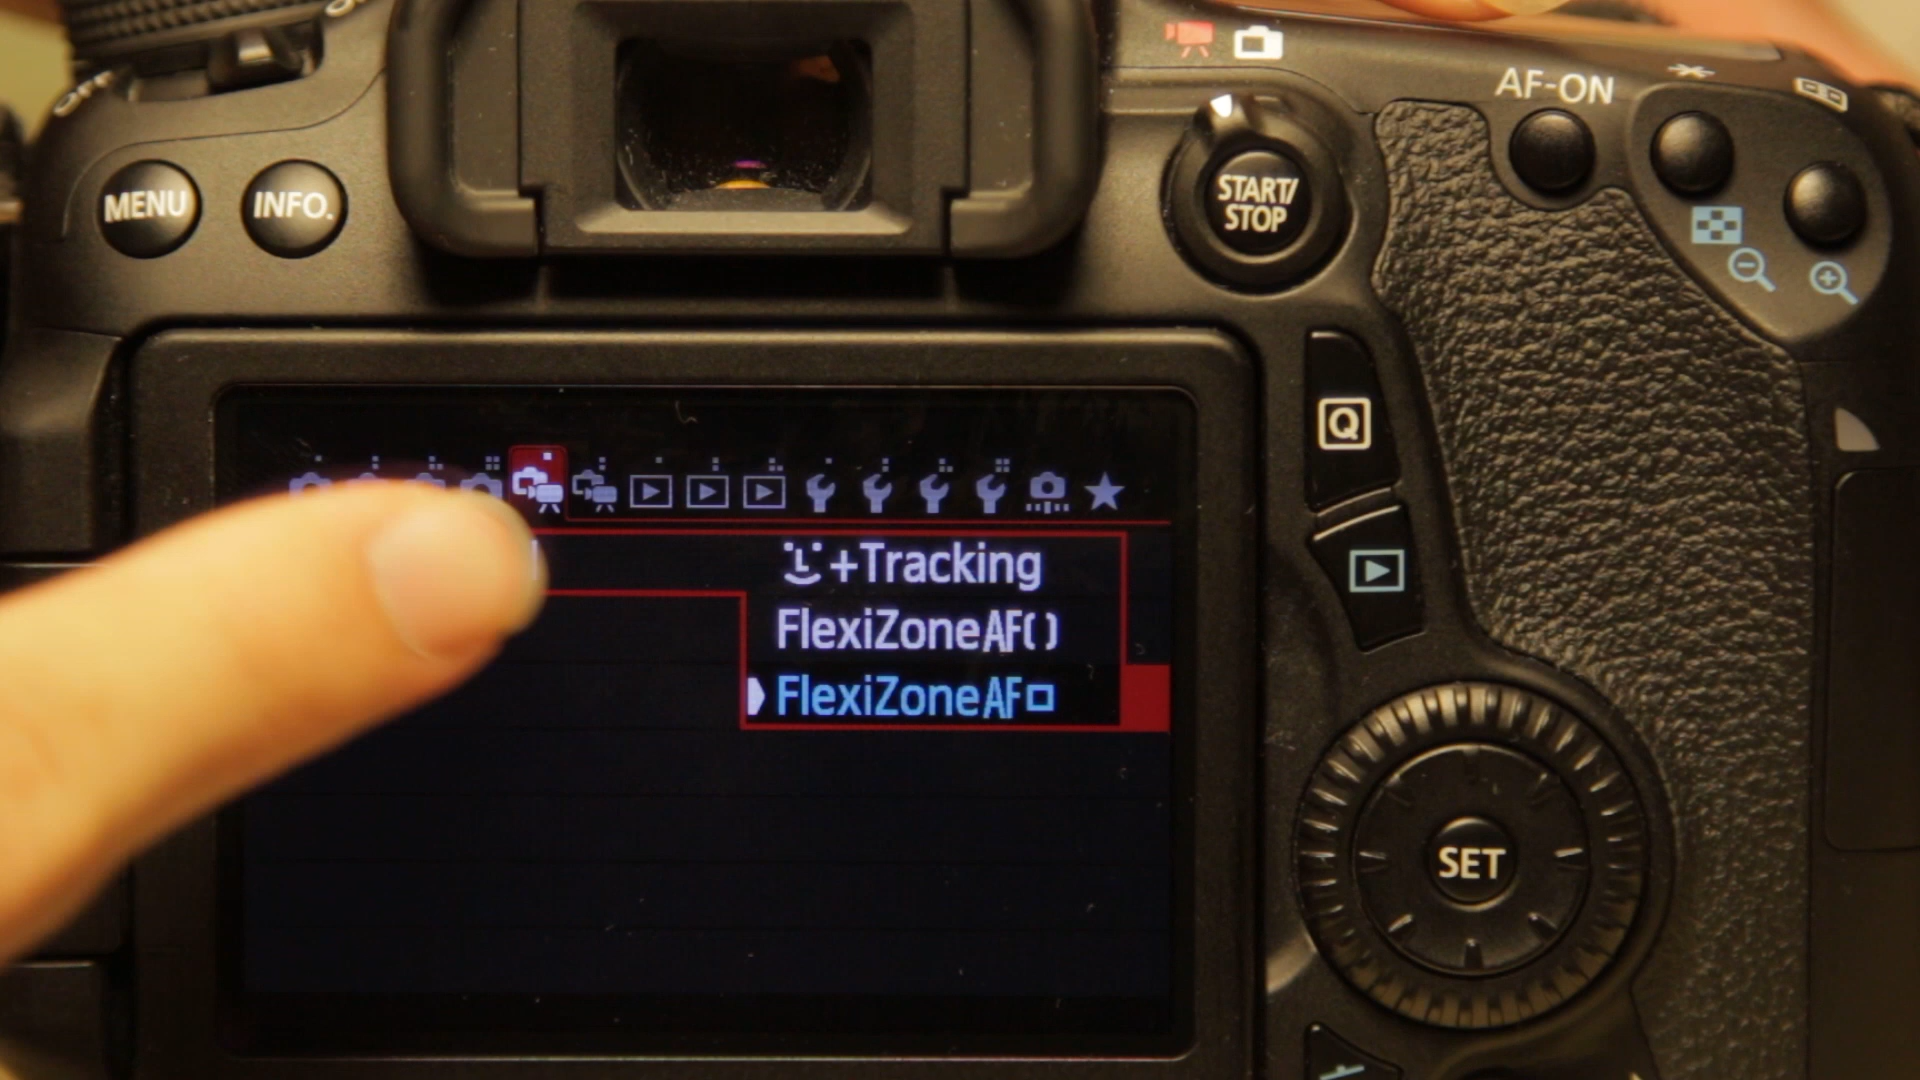 AF-ON
MENU
INFO.
START/
STOP
Q
+Tracking
FlexiZoneAF( )
FlexiZoneAF□
SET